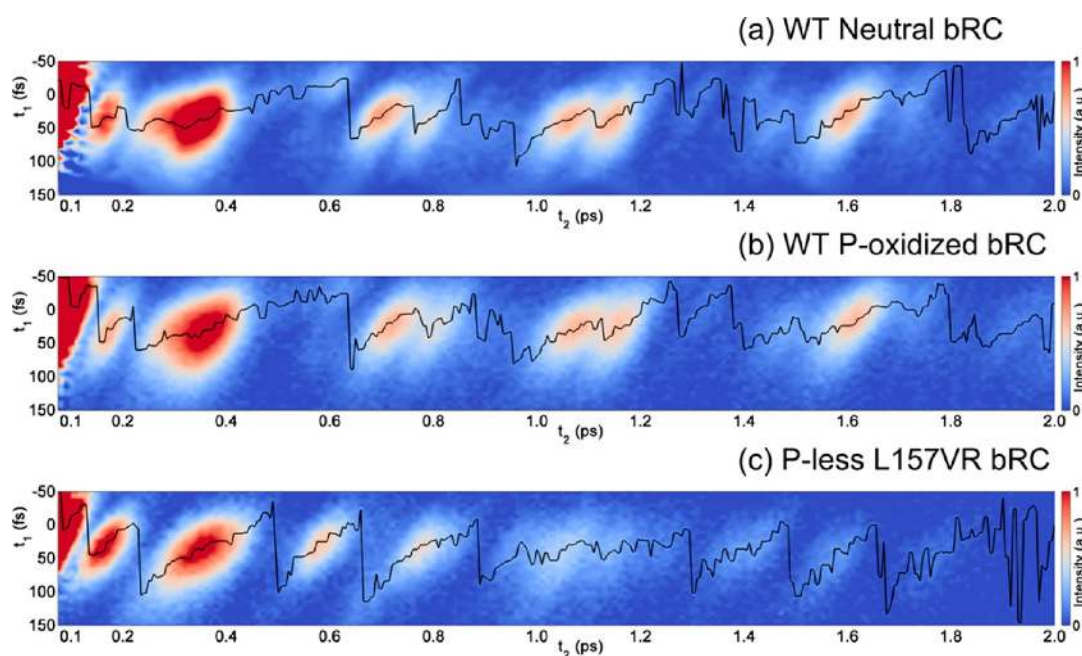 (a) WT Neutral bRC
-50
0
50
100
150
t₁ (fs)
0.1 0.2 0.4 0.6 0.8 1.0 1.2 1.4 1.6 1.8 2.0
t₂ (ps)
1
0
Intensity (a.u.)
(b) WT P-oxidized bRC
-50
0
50
100
150
t₁ (fs)
0.1 0.2 0.4 0.6 0.8 1.0 1.2 1.4 1.6 1.8 2.0
t₂ (ps)
1
0
Intensity (a.u.)
(c) P-less L157VR bRC
-50
0
50
100
150
t₁ (fs)
0.1 0.2 0.4 0.6 0.8 1.0 1.2 1.4 1.6 1.8 2.0
t₂ (ps)
1
0
Intensity (a.u.)